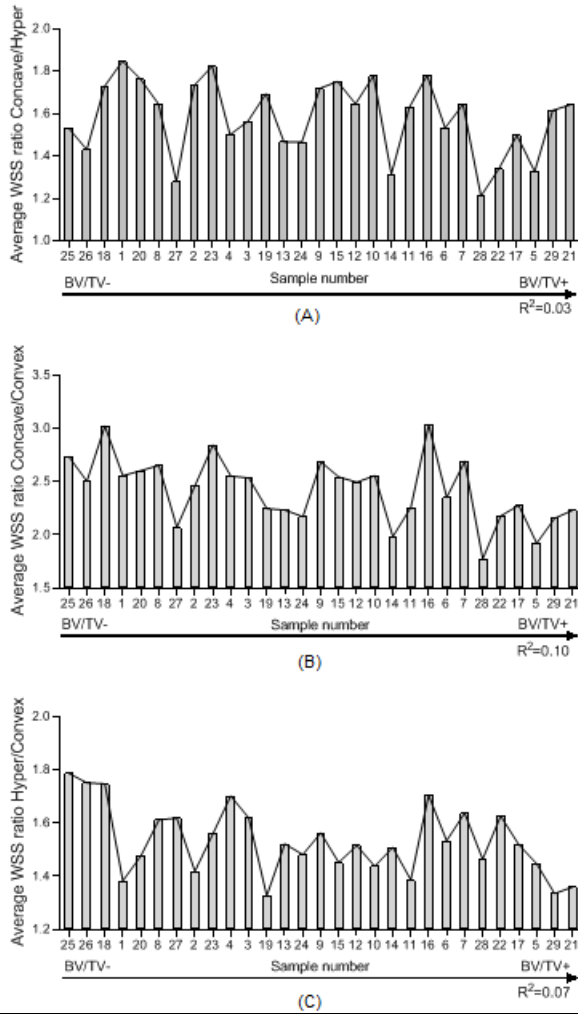 Average WSS ratio Concave/Hyper
2.0
1.8
1.6
1.4
1.2
1.0
25 26 18 1 20 8 27 2 23 4 3 19 13 24 9 15 12 10 14 11 16 6 7 28 22 17 5 29 21
BV/TV- Sample number BV/TV+
R²=0.03
(A)
Average WSS ratio Concave/Convex
3.5
3.0
2.5
2.0
1.5
25 26 18 1 20 8 27 2 23 4 3 19 13 24 9 15 12 10 14 11 16 6 7 28 22 17 5 29 21
BV/TV- Sample number BV/TV+
R²=0.10
(B)
Average WSS ratio Hyper/Convex
2.0
1.8
1.6
1.4
1.2
25 26 18 1 20 8 27 2 23 4 3 19 13 24 9 15 12 10 14 11 16 6 7 28 22 17 5 29 21
BV/TV- Sample number BV/TV+
R²=0.07
(C)